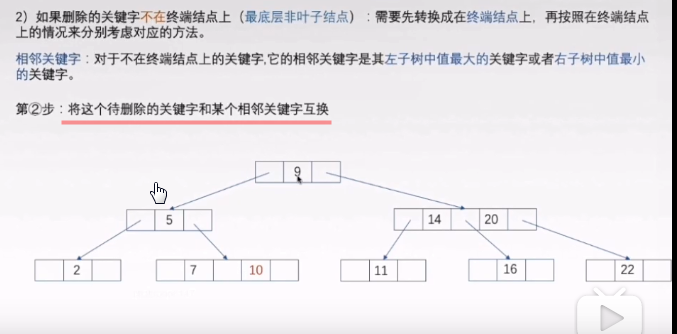 2）如果删除的关键字不在终端结点上（最底层非叶子结点）：需要先转换成在终端结点上，再按照在终端结点
上的情况来分别考虑对应的方法。
相邻关键字：对于不在终端结点上的关键字,它的相邻关键字是其左子树中值最大的关键字或者右子树中值最小
的关键字。
第②步：将这个待删除的关键字和某个相邻关键字互换
9
5
14 20
2
7 10
11
16
22